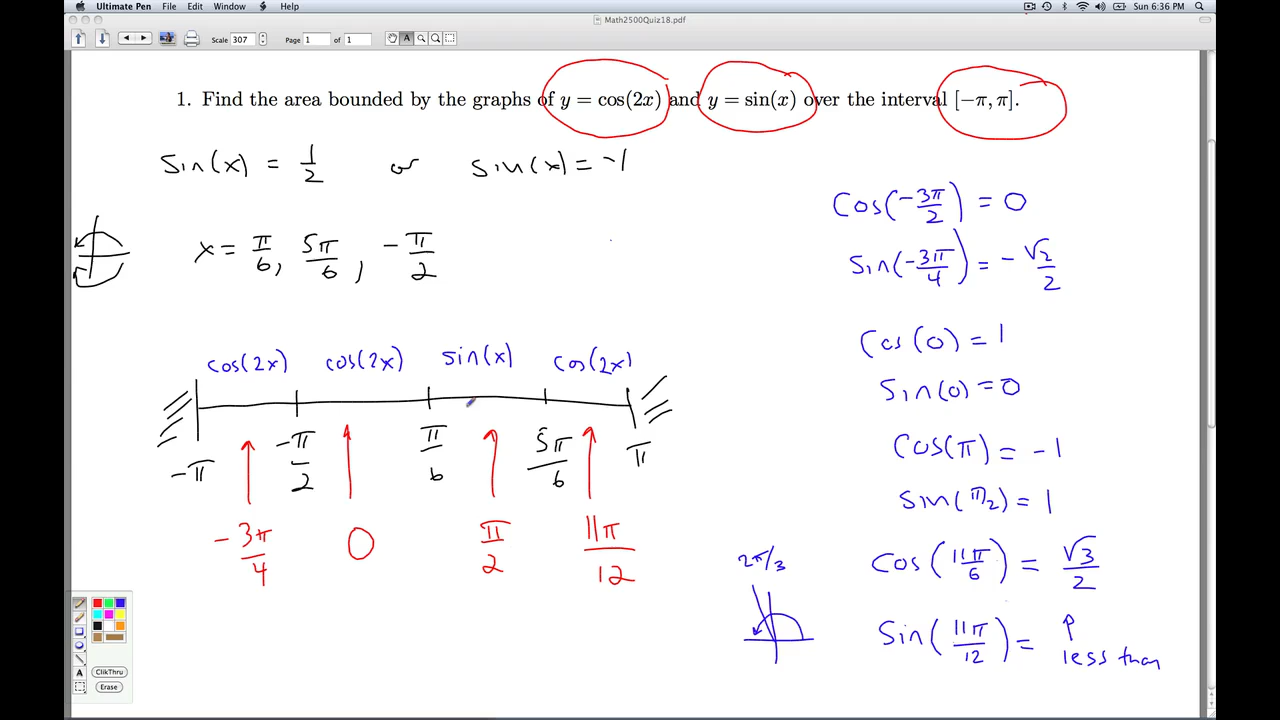 Ultimate Pen File Edit Window Help Sun 6:36 PM
Math2500Quiz18.pdf
Scale 307 Page 1 of 1
1. Find the area bounded by the graphs of y = cos(2x) and y = sin(x) over the interval [−π, π].
sin(x) = 1/2 or sin(x) = -1
x = π/6, 5π/6, -π/2
cos(2x) cos(2x) sin(x) cos(2x)
-π -π/2 π/6 5π/6 π
-3π/4 0 π/2 11π/12
cos(-3π/2) = 0
sin(-3π/4) = -√2/2
cos(0) = 1
sin(0) = 0
cos(π) = -1
sin(π/2) = 1
cos(11π/6) = √3/2
2π/3
sin(11π/12) = ↑
less than
A
ClikThru
Erase